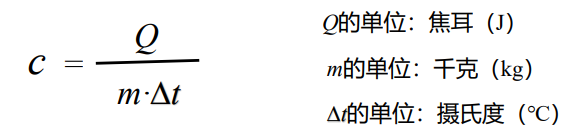 c = Q / m·Δt
Q的单位：焦耳（J）
m的单位：千克（kg）
Δt的单位：摄氏度（℃）